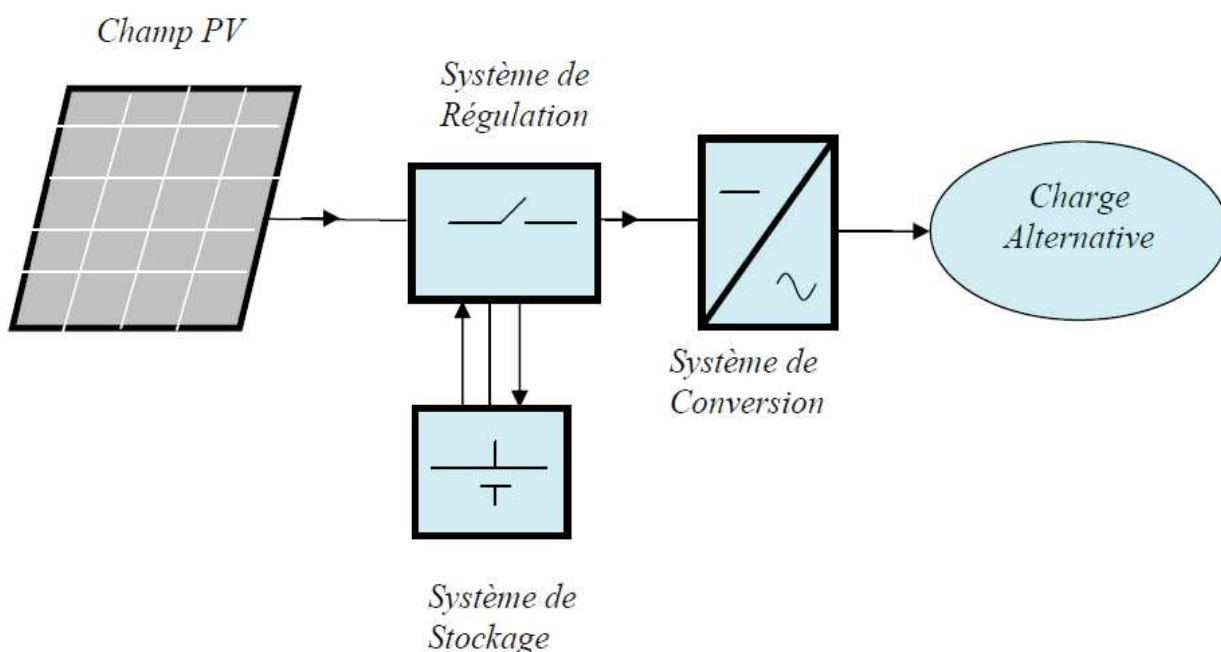 Champ PV
Système de
Régulation
Charge
Alternative
Système de
Conversion
Système de
Stockage